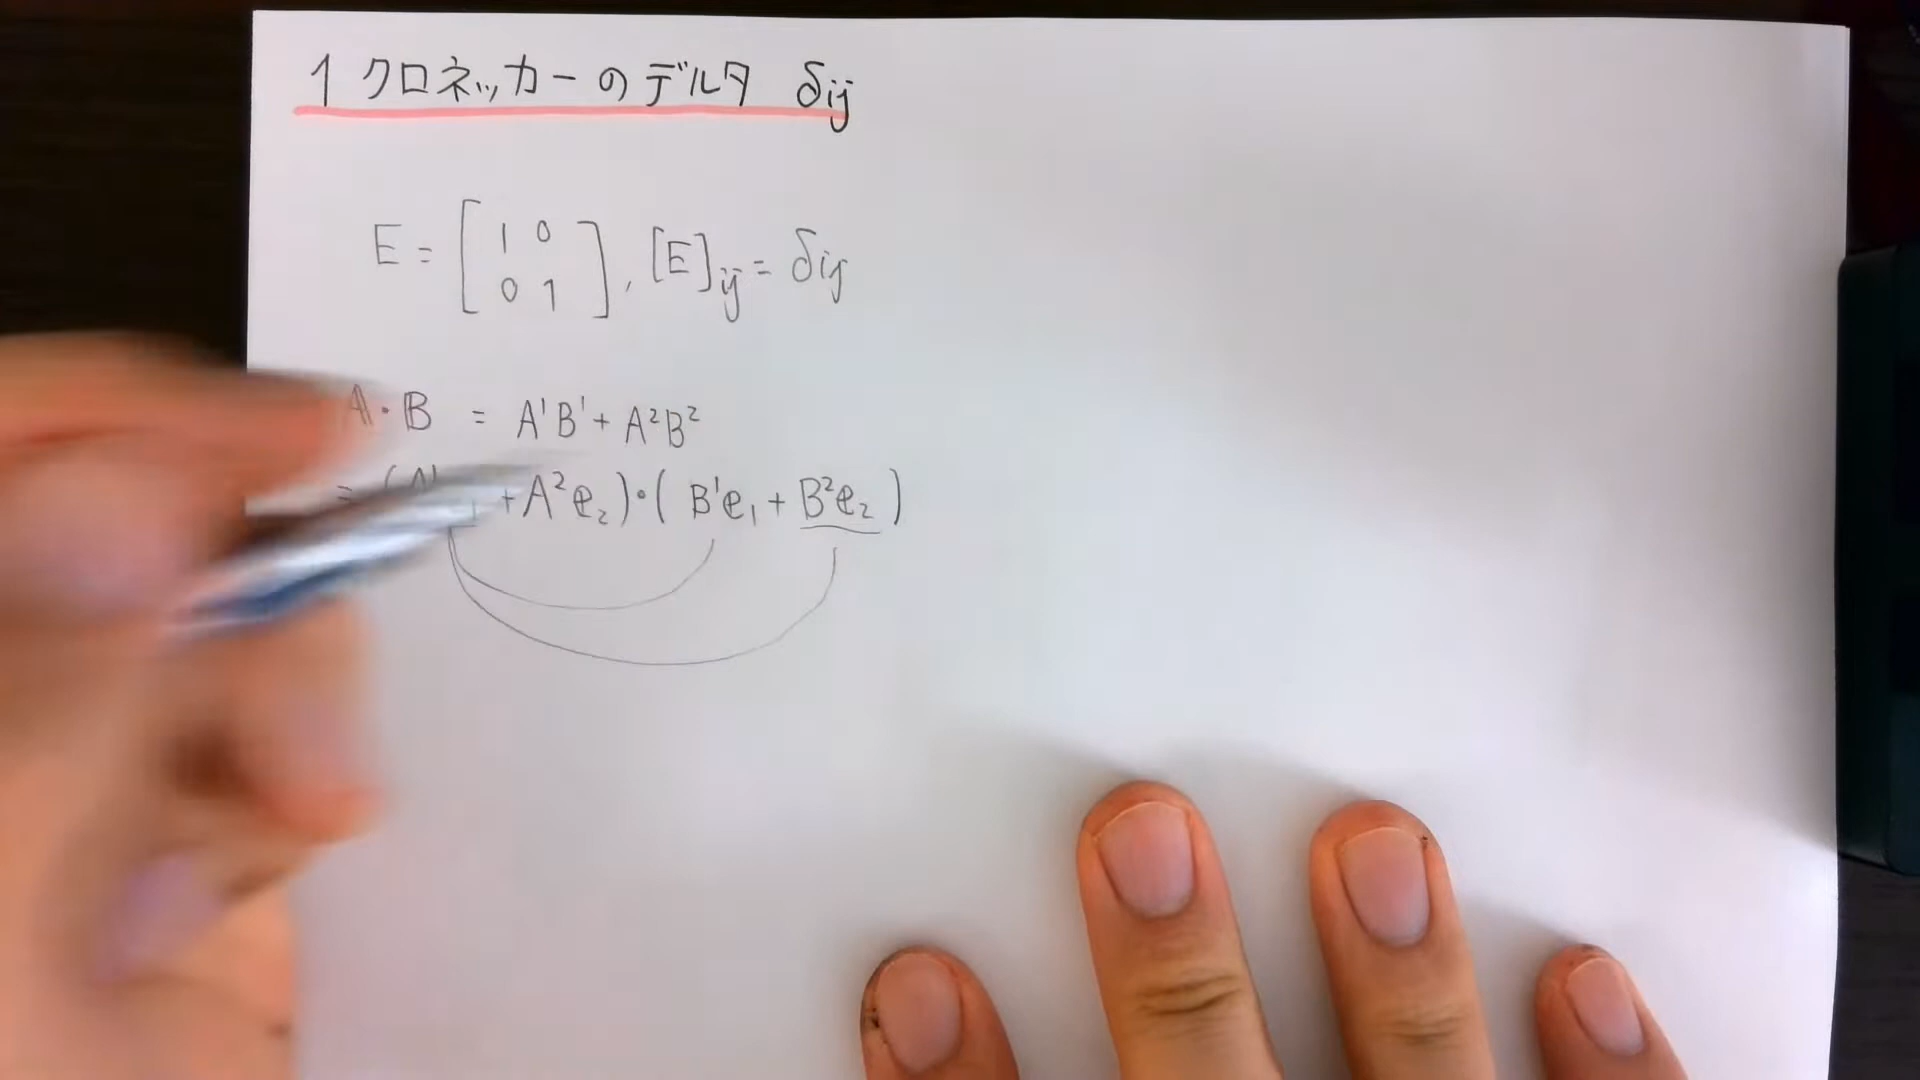 1 クロネッカーのデルタ δij
E = [ 1 0
0 1 ] , [E]ij = δij
A・B = A¹B¹ + A²B²
= (A¹ + A²e₂)・( B¹e₁ + B²e₂ )